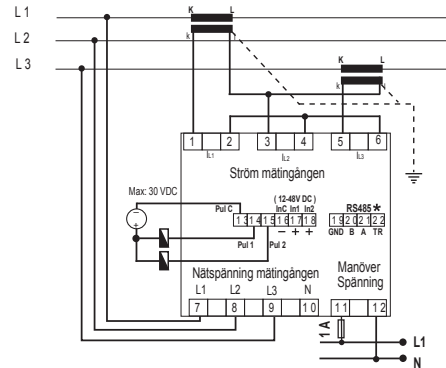 L 1
K L
k l
L 2
L 3
K L
k l
1 2 3 4 5 6
IL1 IL2 IL3
Ström mätingången
Max: 30 VDC
Pul C
( 12-48V DC )
InC In1 In2
RS485 *
13 14 15 16 17 18
19 20 21 22
− + +
GND B A TR
Pul 1 Pul 2
−
+
Nätspänning mätingången
Manöver
Spänning
L1 L2 L3 N
7 8 9 10 11 12
1 A
L1
N